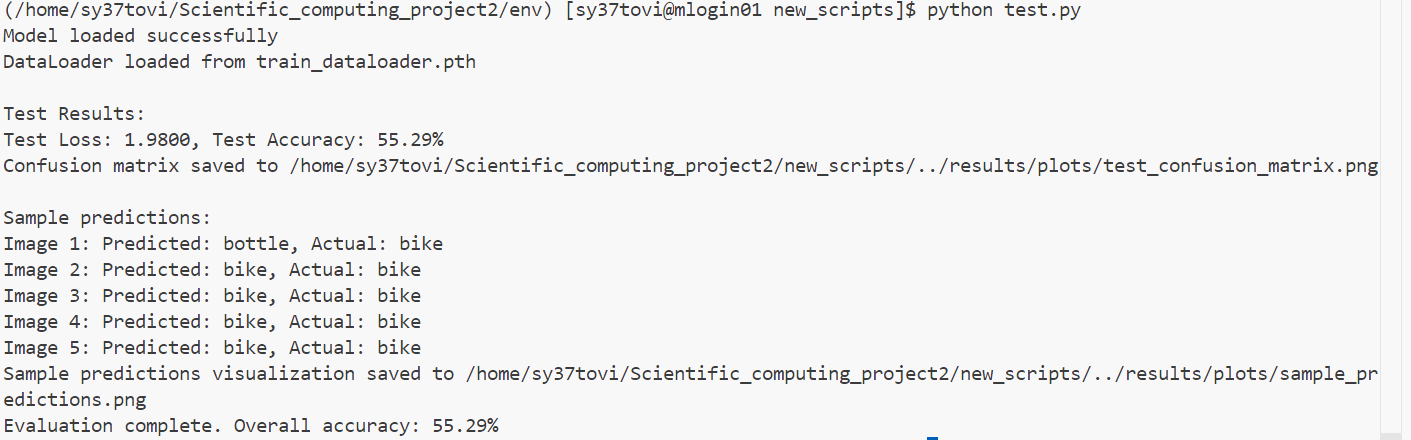 (/home/sy37tovi/Scientific_computing_project2/env) [sy37tovi@mlogin01 new_scripts]$ python test.py
Model loaded successfully
DataLoader loaded from train_dataloader.pth
Test Results:
Test Loss: 1.9800, Test Accuracy: 55.29%
Confusion matrix saved to /home/sy37tovi/Scientific_computing_project2/new_scripts/../results/plots/test_confusion_matrix.png
Sample predictions:
Image 1: Predicted: bottle, Actual: bike
Image 2: Predicted: bike, Actual: bike
Image 3: Predicted: bike, Actual: bike
Image 4: Predicted: bike, Actual: bike
Image 5: Predicted: bike, Actual: bike
Sample predictions visualization saved to /home/sy37tovi/Scientific_computing_project2/new_scripts/../results/plots/sample_pr
edictions.png
Evaluation complete. Overall accuracy: 55.29%